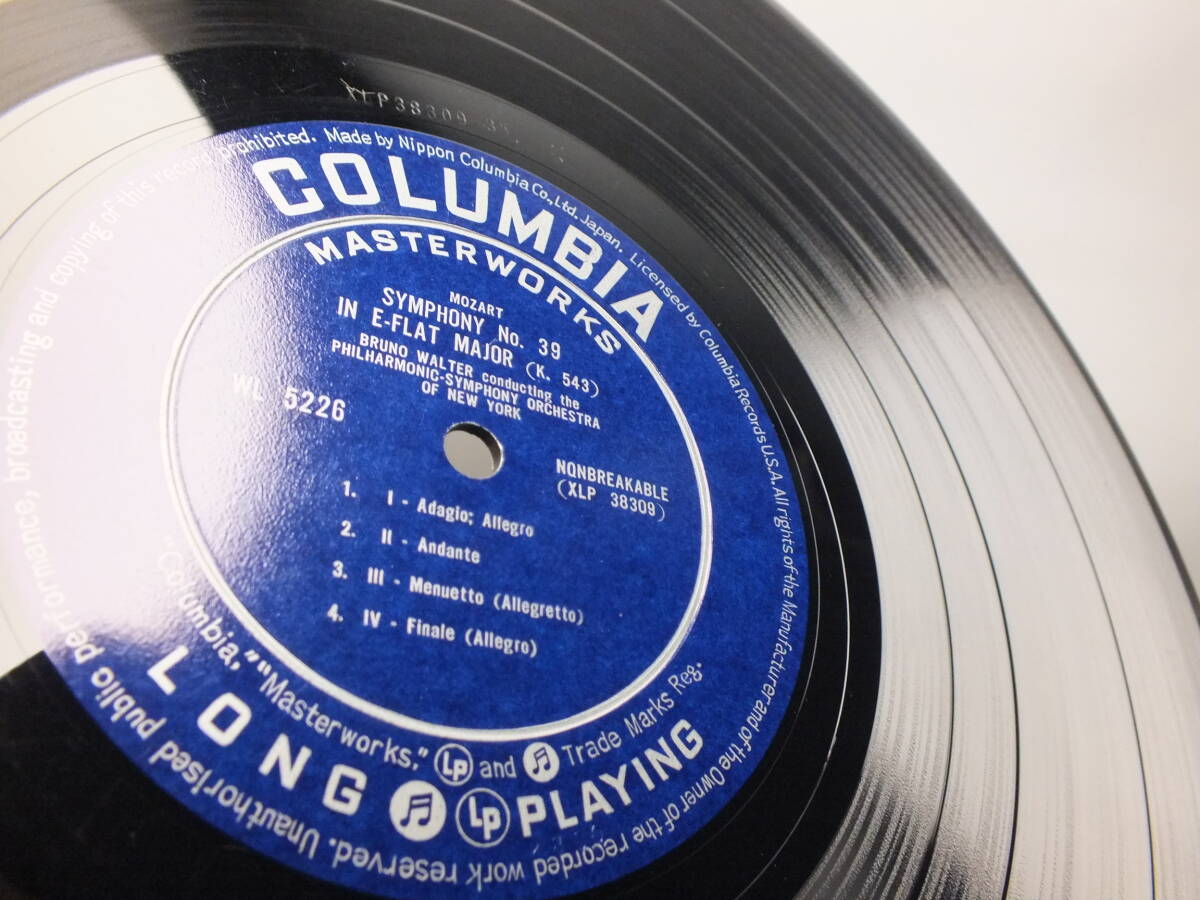 XLP38309
Made by Nippon Columbia Co., Ltd. Japan. Licensed by Columbia Records U.S.A. All rights of the Manufacturer and of the Owner of the recorded work reserved. Unauthorised public performance, broadcasting and copying of this record prohibited.
COLUMBIA
MASTERWORKS
MOZART
SYMPHONY No. 39
IN E-FLAT MAJOR (K. 543)
BRUNO WALTER conducting the
PHILHARMONIC-SYMPHONY ORCHESTRA
OF NEW YORK
WL 5226
NONBREAKABLE
(XLP 38309)
1. I - Adagio; Allegro
2. II - Andante
3. III - Menuetto (Allegretto)
4. IV - Finale (Allegro)
Columbia," "Masterworks," Lp and Trade Marks Reg.
LONG Lp PLAYING